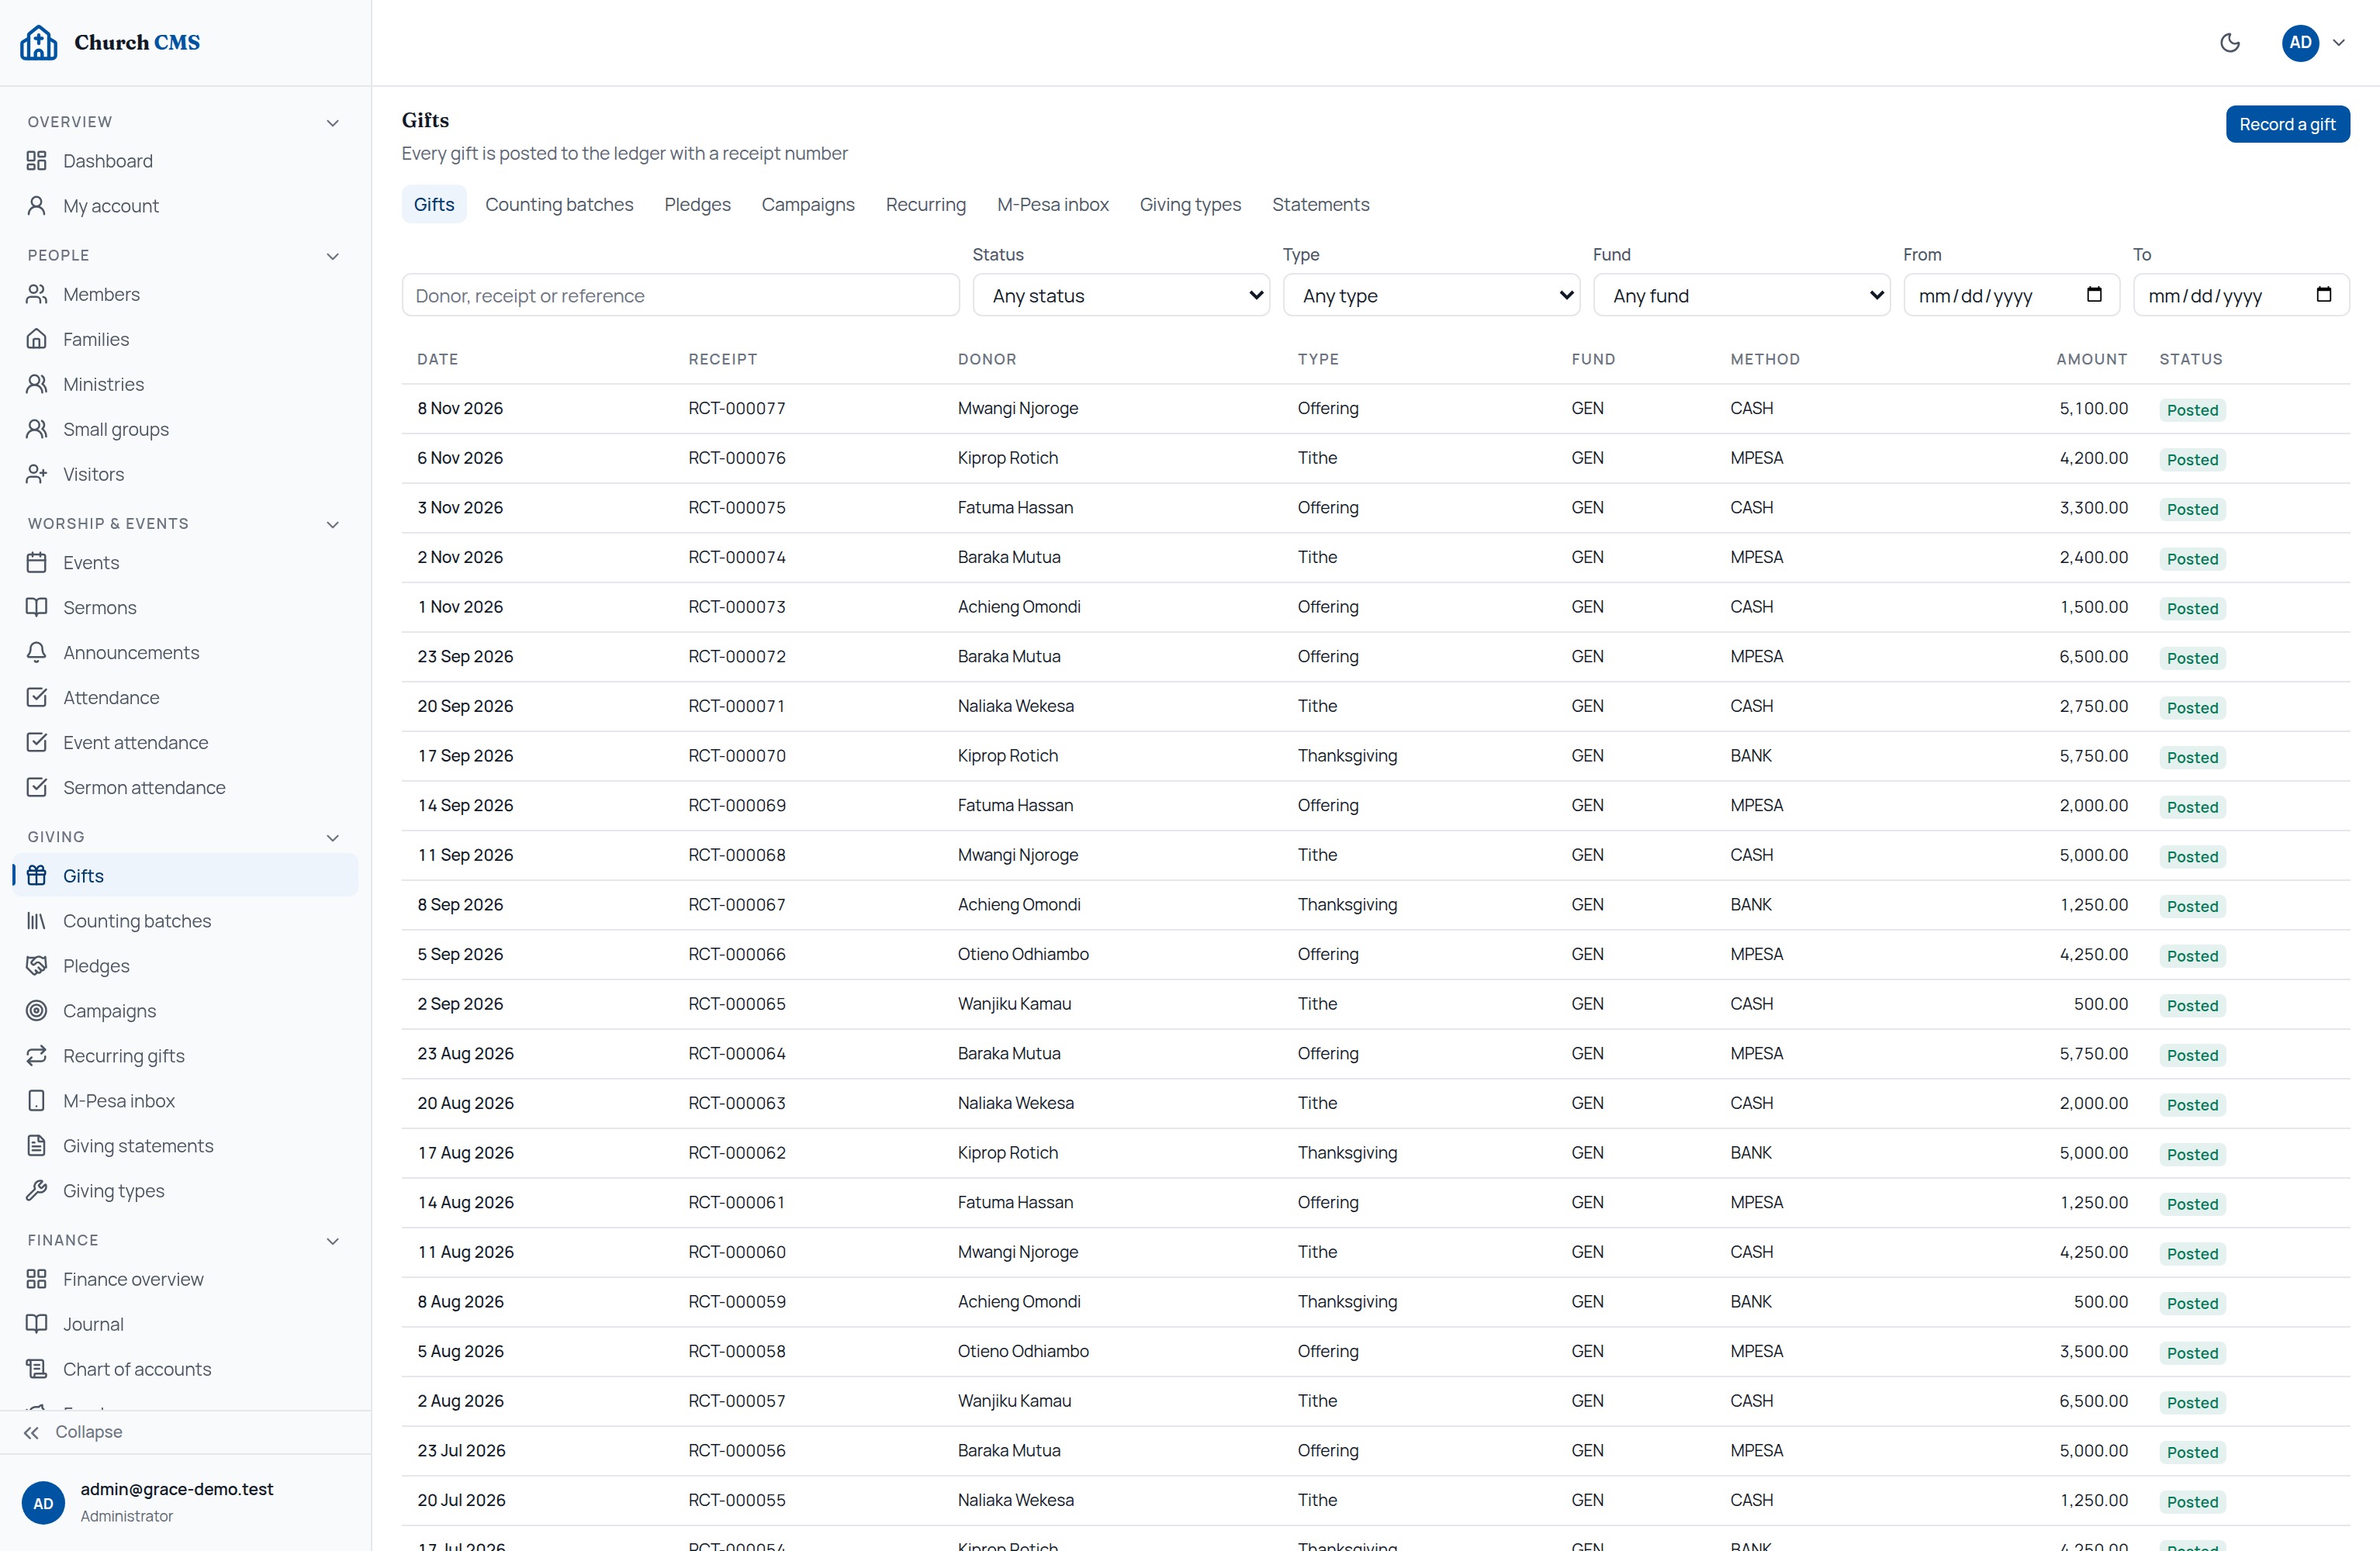 Church CMS
AD
OVERVIEW
Dashboard
My account
PEOPLE
Members
Families
Ministries
Small groups
Visitors
WORSHIP & EVENTS
Events
Sermons
Announcements
Attendance
Event attendance
Sermon attendance
GIVING
Gifts
Counting batches
Pledges
Campaigns
Recurring gifts
M-Pesa inbox
Giving statements
Giving types
FINANCE
Finance overview
Journal
Chart of accounts
Collapse
AD
admin@grace-demo.test
Administrator
Gifts
Every gift is posted to the ledger with a receipt number
Record a gift
Gifts Counting batches Pledges Campaigns Recurring M-Pesa inbox Giving types Statements
Status Type Fund From To
Donor, receipt or reference Any status Any type Any fund mm/dd/yyyy mm/dd/yyyy
DATE RECEIPT DONOR TYPE FUND METHOD AMOUNT STATUS
8 Nov 2026 RCT-000077 Mwangi Njoroge Offering GEN CASH 5,100.00 Posted
6 Nov 2026 RCT-000076 Kiprop Rotich Tithe GEN MPESA 4,200.00 Posted
3 Nov 2026 RCT-000075 Fatuma Hassan Offering GEN CASH 3,300.00 Posted
2 Nov 2026 RCT-000074 Baraka Mutua Tithe GEN MPESA 2,400.00 Posted
1 Nov 2026 RCT-000073 Achieng Omondi Offering GEN CASH 1,500.00 Posted
23 Sep 2026 RCT-000072 Baraka Mutua Offering GEN MPESA 6,500.00 Posted
20 Sep 2026 RCT-000071 Naliaka Wekesa Tithe GEN CASH 2,750.00 Posted
17 Sep 2026 RCT-000070 Kiprop Rotich Thanksgiving GEN BANK 5,750.00 Posted
14 Sep 2026 RCT-000069 Fatuma Hassan Offering GEN MPESA 2,000.00 Posted
11 Sep 2026 RCT-000068 Mwangi Njoroge Tithe GEN CASH 5,000.00 Posted
8 Sep 2026 RCT-000067 Achieng Omondi Thanksgiving GEN BANK 1,250.00 Posted
5 Sep 2026 RCT-000066 Otieno Odhiambo Offering GEN MPESA 4,250.00 Posted
2 Sep 2026 RCT-000065 Wanjiku Kamau Tithe GEN CASH 500.00 Posted
23 Aug 2026 RCT-000064 Baraka Mutua Offering GEN MPESA 5,750.00 Posted
20 Aug 2026 RCT-000063 Naliaka Wekesa Tithe GEN CASH 2,000.00 Posted
17 Aug 2026 RCT-000062 Kiprop Rotich Thanksgiving GEN BANK 5,000.00 Posted
14 Aug 2026 RCT-000061 Fatuma Hassan Offering GEN MPESA 1,250.00 Posted
11 Aug 2026 RCT-000060 Mwangi Njoroge Tithe GEN CASH 4,250.00 Posted
8 Aug 2026 RCT-000059 Achieng Omondi Thanksgiving GEN BANK 500.00 Posted
5 Aug 2026 RCT-000058 Otieno Odhiambo Offering GEN MPESA 3,500.00 Posted
2 Aug 2026 RCT-000057 Wanjiku Kamau Tithe GEN CASH 6,500.00 Posted
23 Jul 2026 RCT-000056 Baraka Mutua Offering GEN MPESA 5,000.00 Posted
20 Jul 2026 RCT-000055 Naliaka Wekesa Tithe GEN CASH 1,250.00 Posted
17 Jul 2026 RCT-000054 Kiprop Rotich Thanksgiving GEN BANK 4,250.00 Posted